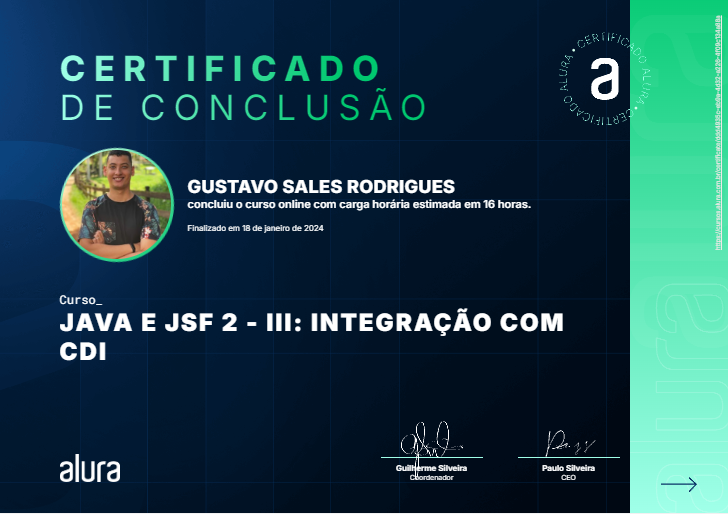 CERTIFICADO
DE CONCLUSÃO
CERTIFICADO ALURA • CERTIFICADO ALURA •
a
GUSTAVO SALES RODRIGUES
concluiu o curso online com carga horária estimada em 16 horas.
Finalizado em 18 de janeiro de 2024
Curso_
JAVA E JSF 2 - III: INTEGRAÇÃO COM
CDI
alura
Guilherme Silveira
Coordenador
Paulo Silveira
CEO
alura